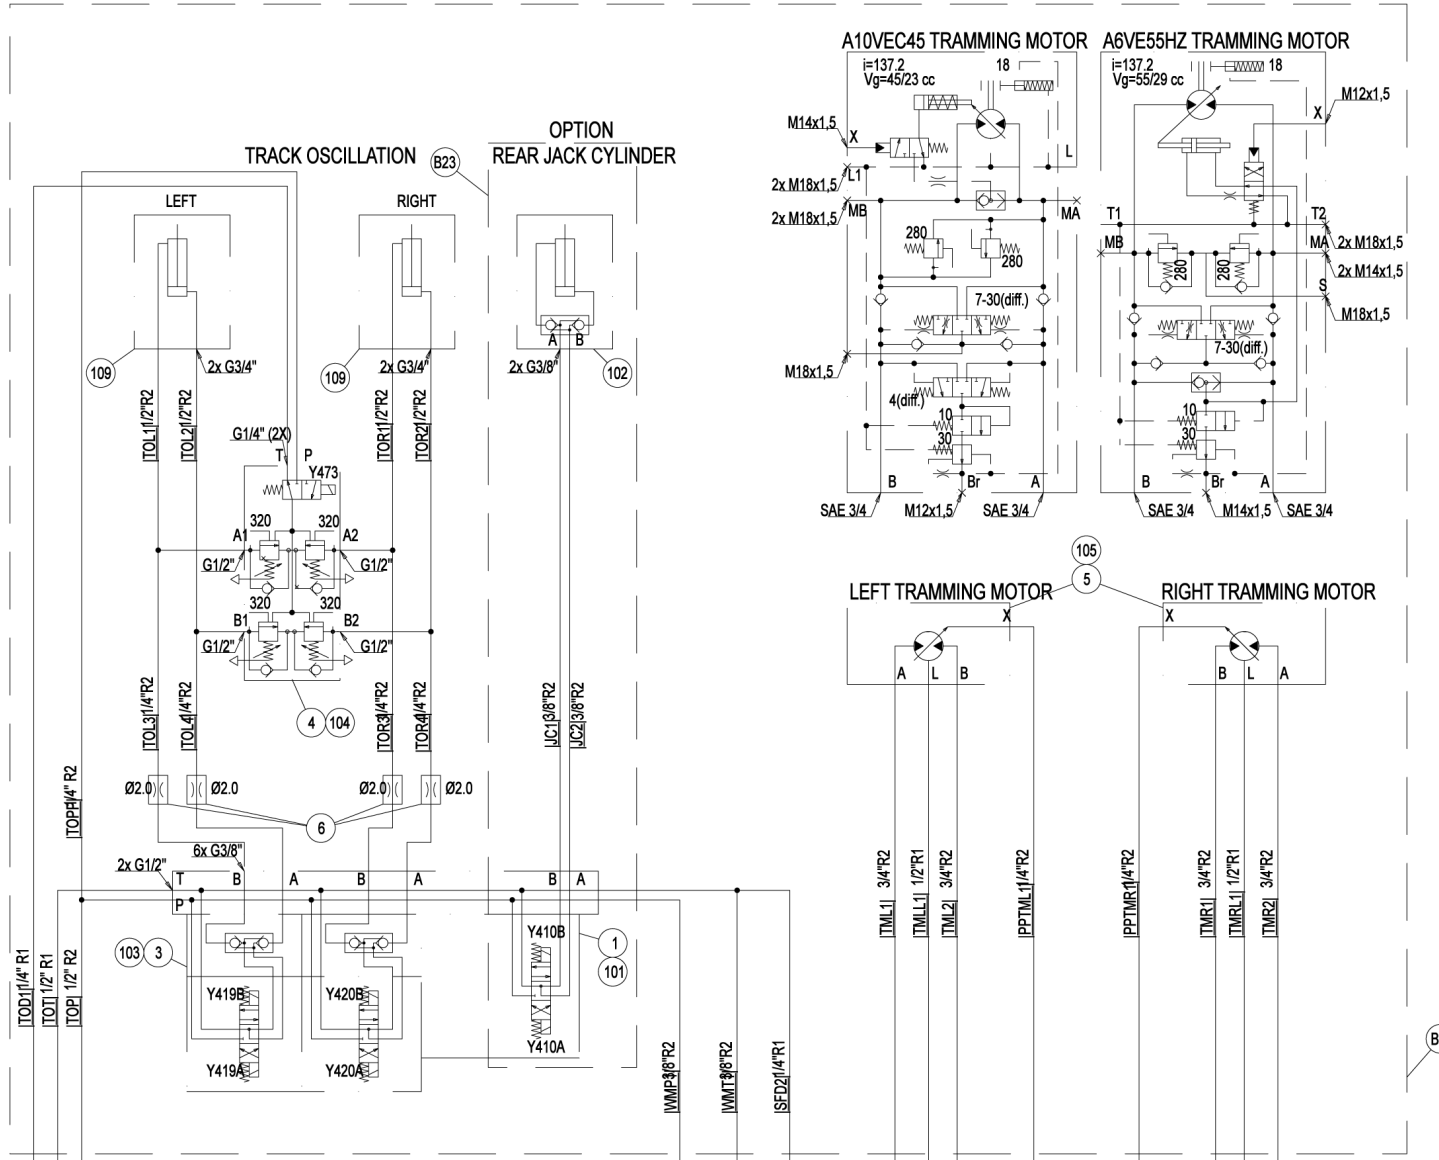 A10VEC45 TRAMMING MOTOR
A6VE55HZ TRAMMING MOTOR
i=137.2
Vg=45/23 cc
18
i=137.2
Vg=55/29 cc
18
M12x1,5
X
M14x1,5
X
L
L1
2x M18x1,5
MB
2x M18x1,5
MA
280
280
7-30(diff.)
M18x1,5
4(diff.)
10
30
B
Br
A
SAE 3/4
M12x1,5
SAE 3/4
T1
T2
MB
MA
2x M18x1,5
2x M14x1,5
280
280
S
M18x1,5
7-30(diff.)
10
30
B
Br
A
SAE 3/4
M14x1,5
SAE 3/4
OPTION
TRACK OSCILLATION
B23
REAR JACK CYLINDER
LEFT
RIGHT
A
B
109
2x G3/4"
109
2x G3/4"
2x G3/8"
102
TOL1 1/2"R2
TOL2 1/2"R2
TOR1 1/2"R2
TOR2 1/2"R2
G1/4" (2X)
T
P
Y473
320
320
A1
A2
G1/2"
G1/2"
320
320
B1
B2
G1/2"
G1/2"
4
104
TOL3 1/4"R2
TOL4 1/4"R2
TOR3 1/4"R2
TOR4 1/4"R2
JC1 3/8"R2
JC2 3/8"R2
TOPP 1/4" R2
Ø2.0
Ø2.0
Ø2.0
Ø2.0
6
6x G3/8"
2x G1/2"
T
B
A
B
A
B
A
P
103
3
Y410B
1
101
Y419B
Y420B
Y410A
Y419A
Y420A
TOD1 1/4" R1
TOT 1/2" R1
TOP 1/2" R2
WMP 3/8"R2
WMT 3/8"R2
SFD2 1/4"R1
105
5
LEFT TRAMMING MOTOR
RIGHT TRAMMING MOTOR
X
X
A
L
B
B
L
A
TML1 3/4"R2
TMLL1 1/2"R1
TML2 3/4"R2
PPTML1 1/4"R2
PPTMR1 1/4"R2
TMR1 3/4"R2
TMRL1 1/2"R1
TMR2 3/4"R2
B